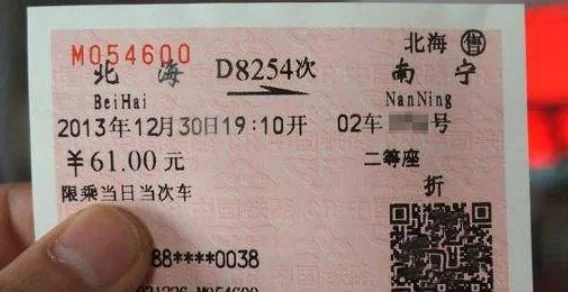 M054600 北海 售
北海 D8254次 南宁
BeiHai NanNing
2013年12月30日19:10开 02车 号
￥61.00元 二等座
限乘当日当次车 折
88****0038
M054600